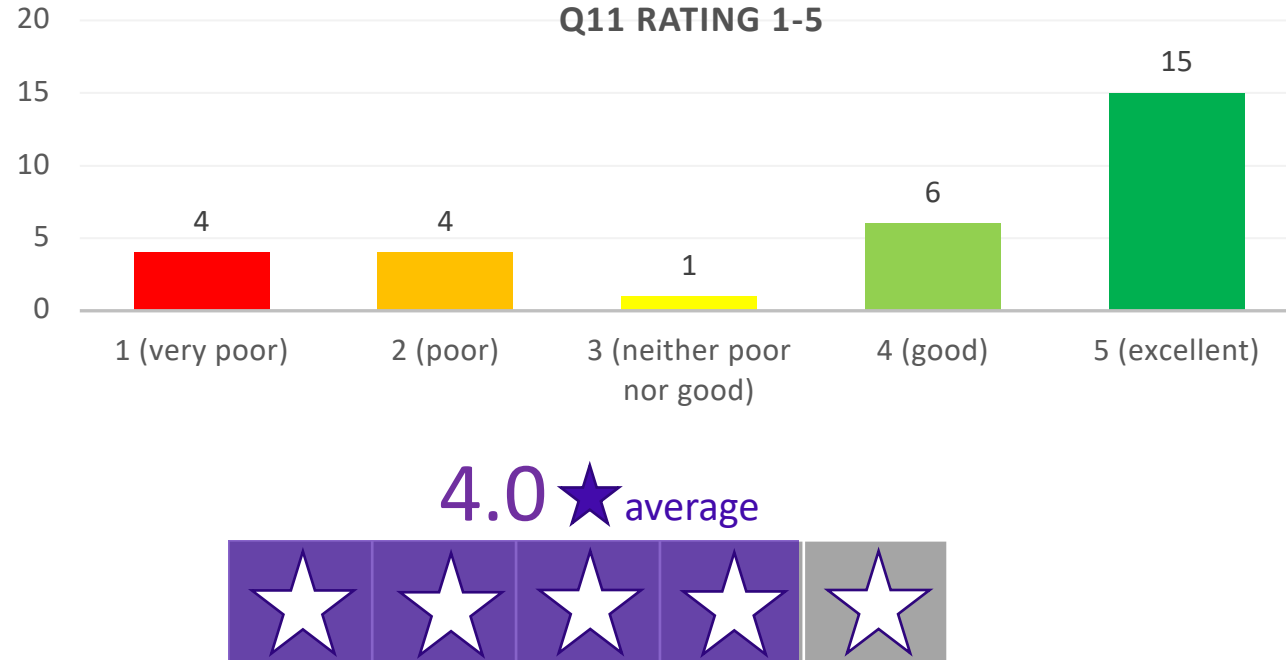 Q11 RATING 1-5
20
15
10
5
0
4
4
1
6
15
1 (very poor)
2 (poor)
3 (neither poor
nor good)
4 (good)
5 (excellent)
4.0 average